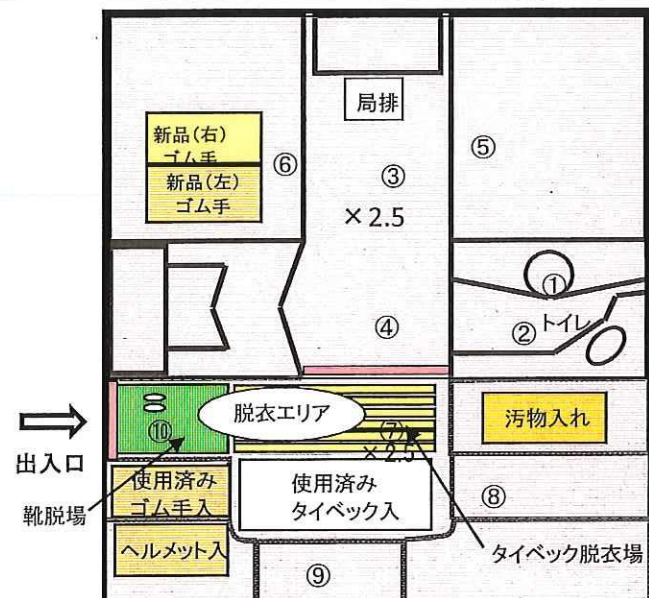 局排
新品(右)
ゴム手
新品(左)
ゴム手
⑥
③
×2.5
⑤
④
①
②
トイレ
出入口
⑩
脱衣エリア
⑦
×2.5
汚物入れ
靴脱場
使用済み
ゴム手入
使用済み
タイベック入
⑧
ヘルメット入
タイベック脱衣場
⑨